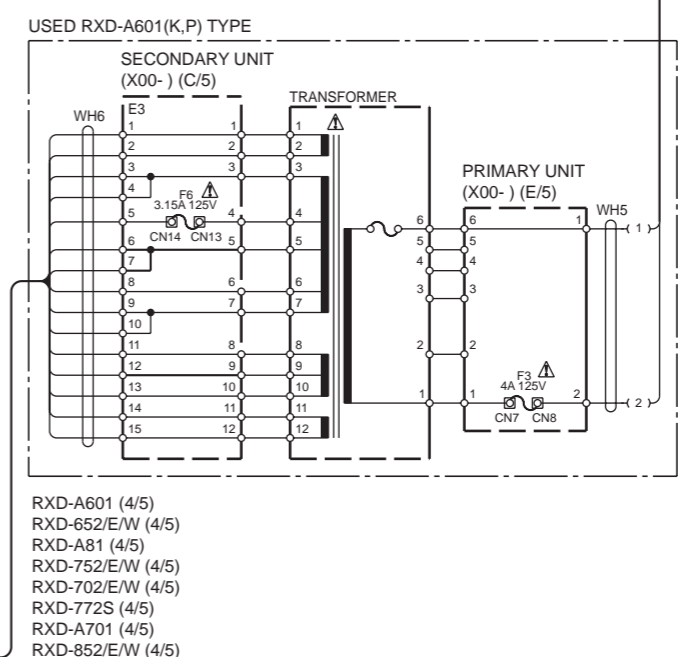 USED RXD-A601(K,P) TYPE
SECONDARY UNIT
(X00- ) (C/5)
TRANSFORMER
PRIMARY UNIT
(X00- ) (E/5)
WH6
E3
WH5
1 1 1
2 2 2
3 3 3
4
F6
3.15A 125V
5 4 4
CN14 CN13
6 5 5
7
8 6 6
9 7 7
10
11 8 8
12 9 9
13 10 10
14 11 11
15 12 12
6 6 1 1
5 5
4 4
3 3
2 2
F3
4A 125V
1 1 2 2
CN7 CN8
RXD-A601 (4/5)
RXD-652/E/W (4/5)
RXD-A81 (4/5)
RXD-752/E/W (4/5)
RXD-702/E/W (4/5)
RXD-772S (4/5)
RXD-A701 (4/5)
RXD-852/E/W (4/5)